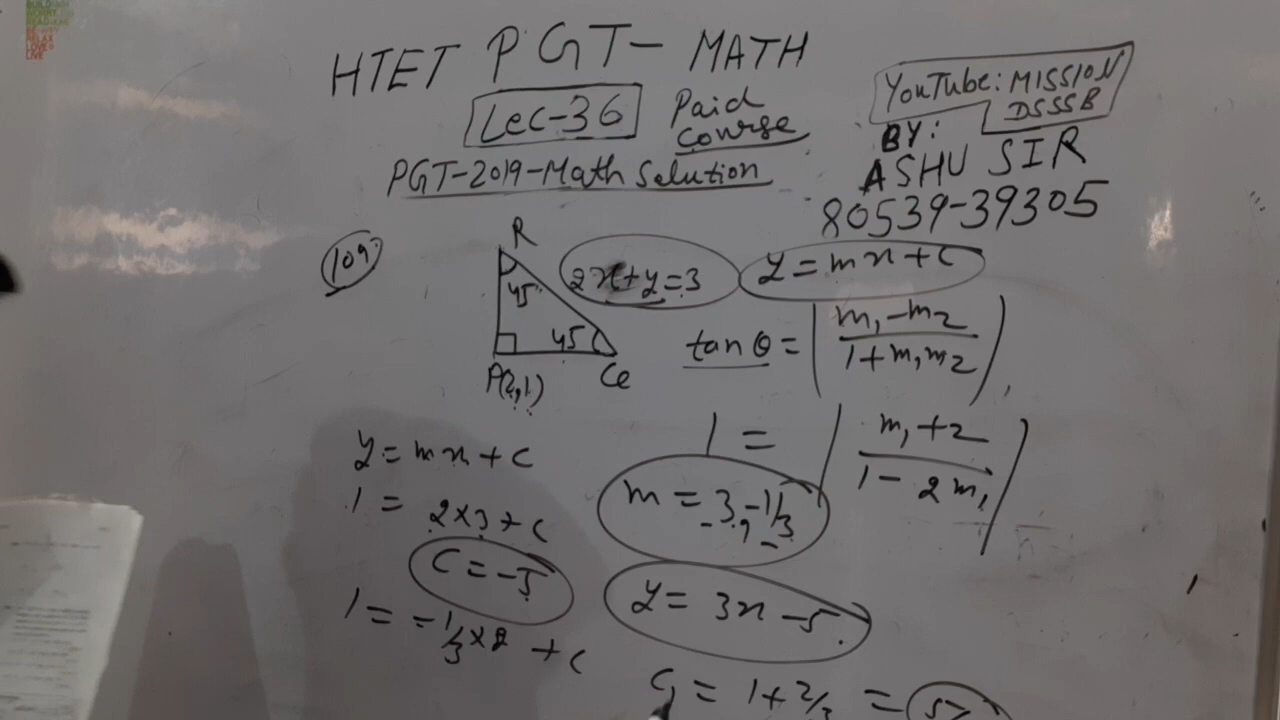 HTET PGT- MATH
Lec-36 Paid Course
PGT-2019-Math Solution
YouTube: MISSION DSSSB
BY:
ASHU SIR
80539-39305
109
R
45
45
P(2,1)
Q
2x+y=3
y=mx+c
tan θ = | m₁-m₂ / 1+m₁m₂ |
1 = | m₁+2 / 1-2m₁ |
y=mx+c
1 = 2×3+c
c=-5
m = 3, -1/3
y= 3x-5.
1 = -1/3×2 +c
c = 1+2/3 =